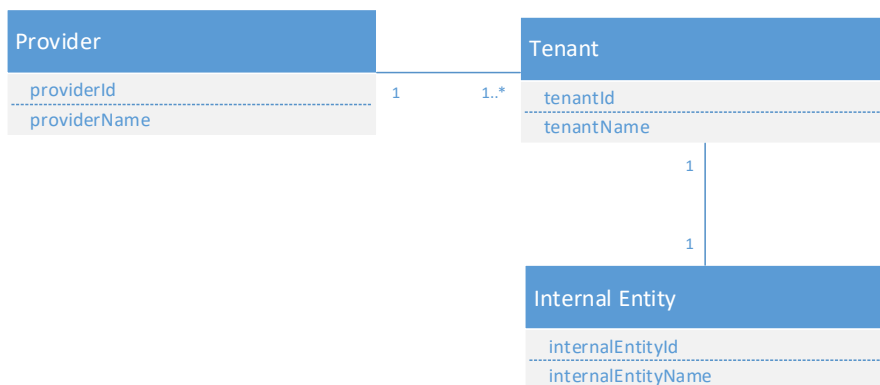 Provider
providerId
providerName
1
1..*
Tenant
tenantId
tenantName
1
1
Internal Entity
internalEntityId
internalEntityName